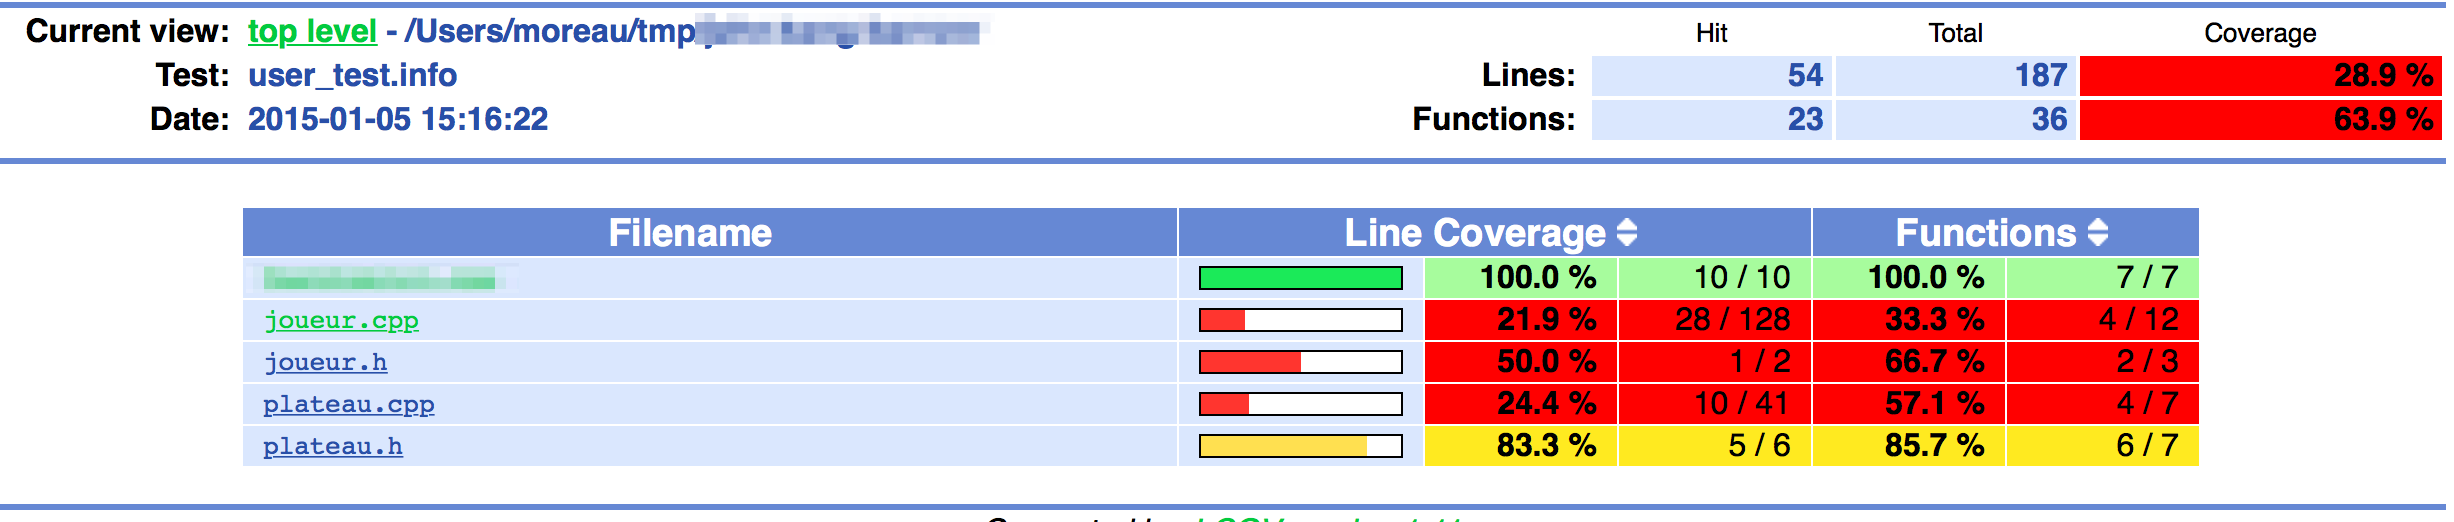 Current view: top level - /Users/moreau/tmp
Hit Total Coverage
Test: user_test.info
Lines: 54 187 28.9 %
Date: 2015-01-05 15:16:22
Functions: 23 36 63.9 %
Filename Line Coverage Functions
100.0 % 10 / 10 100.0 % 7 / 7
joueur.cpp 21.9 % 28 / 128 33.3 % 4 / 12
joueur.h 50.0 % 1 / 2 66.7 % 2 / 3
plateau.cpp 24.4 % 10 / 41 57.1 % 4 / 7
plateau.h 83.3 % 5 / 6 85.7 % 6 / 7